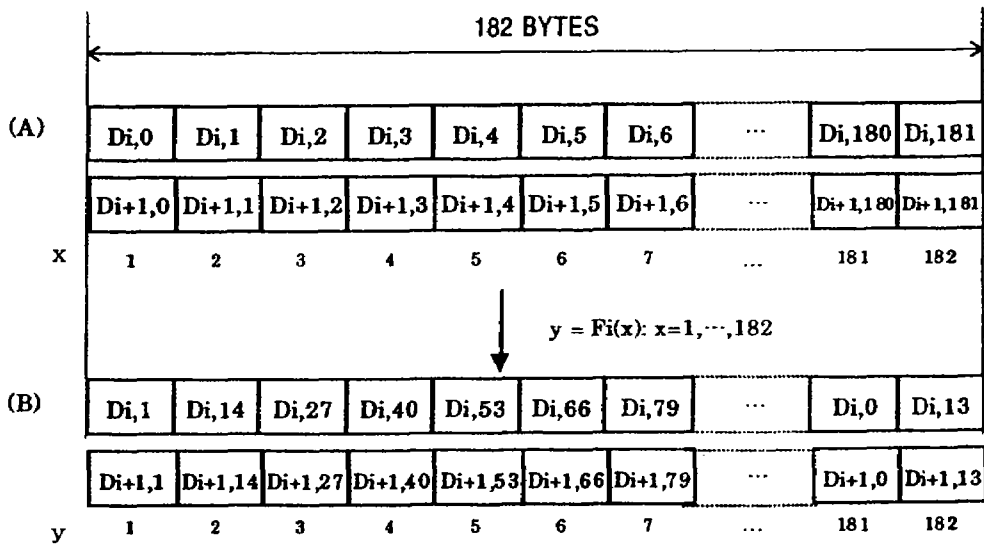 182 BYTES
(A) Di,0 Di,1 Di,2 Di,3 Di,4 Di,5 Di,6 ... Di,180 Di,181
Di+1,0 Di+1,1 Di+1,2 Di+1,3 Di+1,4 Di+1,5 Di+1,6 ... Di+1,180 Di+1,181
x 1 2 3 4 5 6 7 ... 181 182
y = Fi(x): x=1,...,182
(B) Di,1 Di,14 Di,27 Di,40 Di,53 Di,66 Di,79 ... Di,0 Di,13
Di+1,1 Di+1,14 Di+1,27 Di+1,40 Di+1,53 Di+1,66 Di+1,79 ... Di+1,0 Di+1,13
y 1 2 3 4 5 6 7 ... 181 182